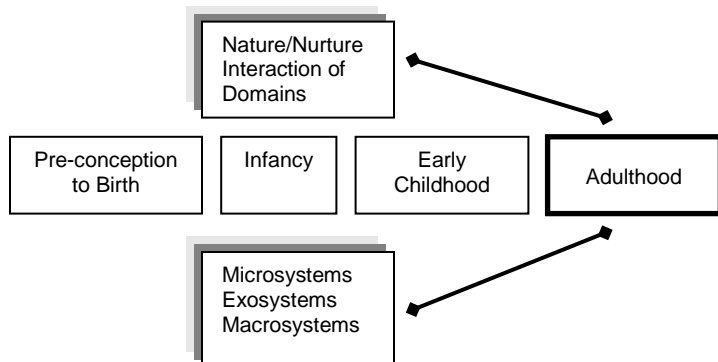 Nature/Nurture
Interaction of
Domains
Pre-conception
to Birth
Infancy
Early
Childhood
Adulthood
Microsystems
Exosystems
Macrosystems